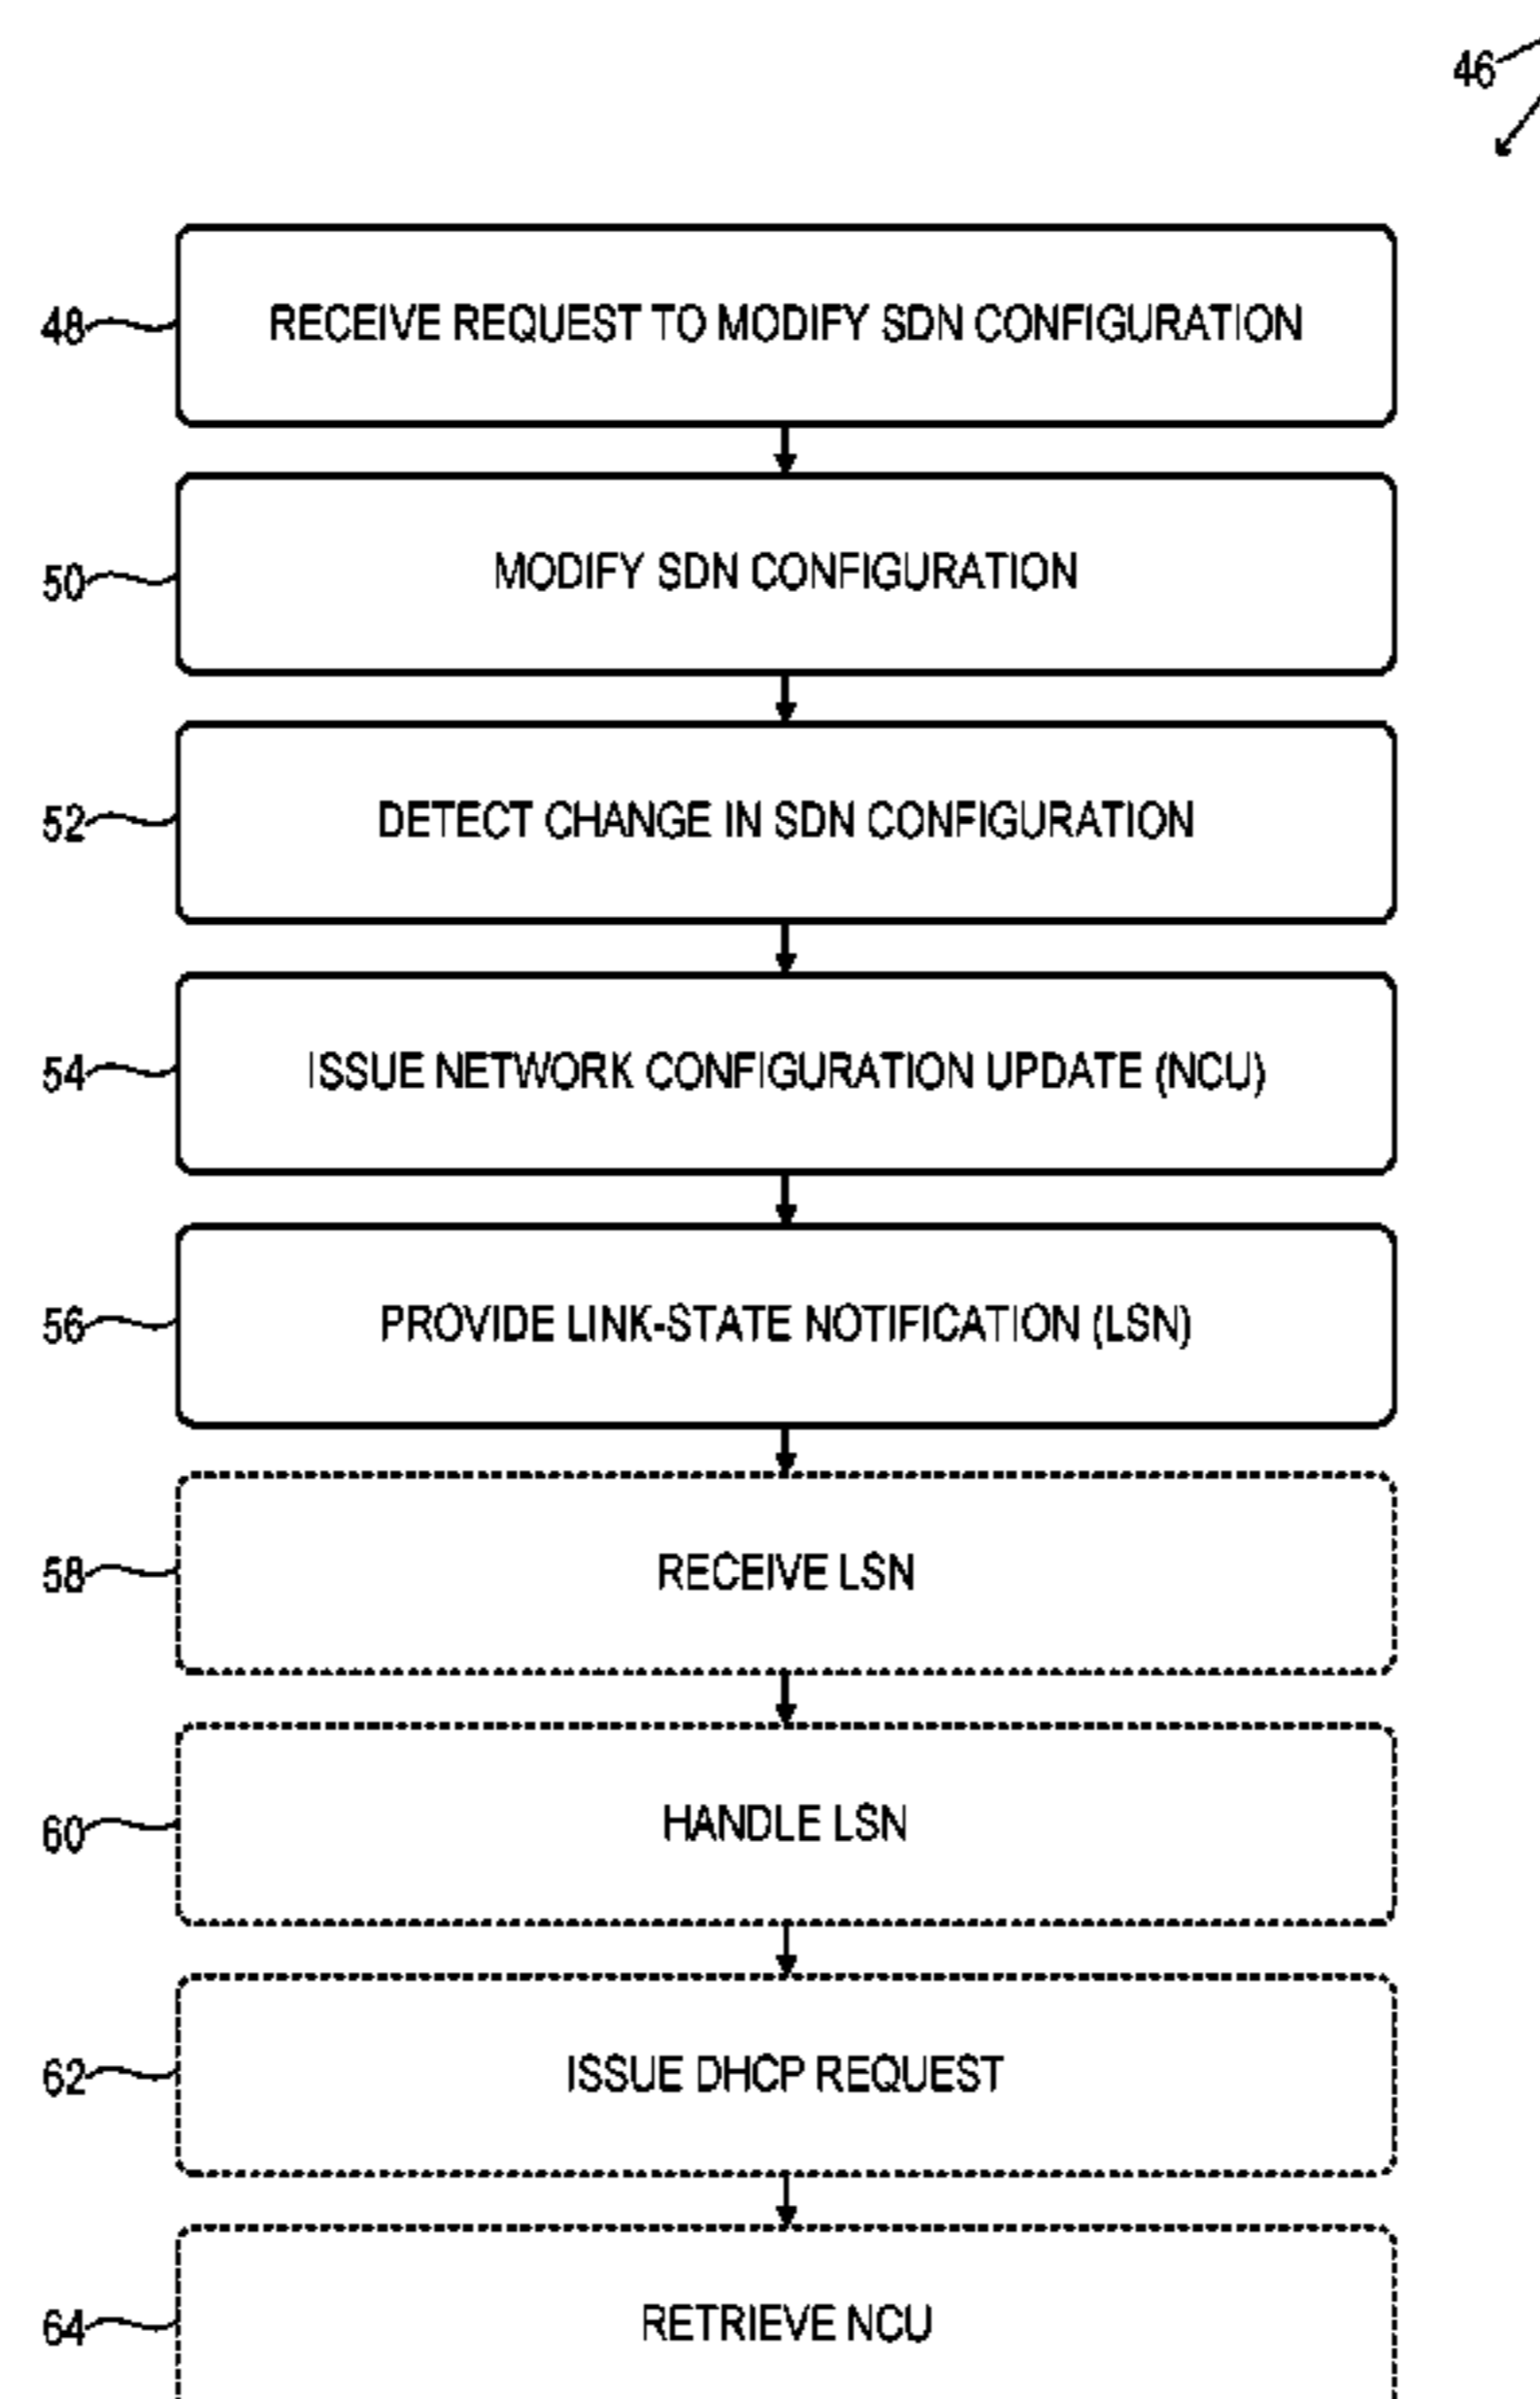 46
48 RECEIVE REQUEST TO MODIFY SDN CONFIGURATION
50 MODIFY SDN CONFIGURATION
52 DETECT CHANGE IN SDN CONFIGURATION
54 ISSUE NETWORK CONFIGURATION UPDATE (NCU)
56 PROVIDE LINK-STATE NOTIFICATION (LSN)
58 RECEIVE LSN
60 HANDLE LSN
62 ISSUE DHCP REQUEST
64 RETRIEVE NCU